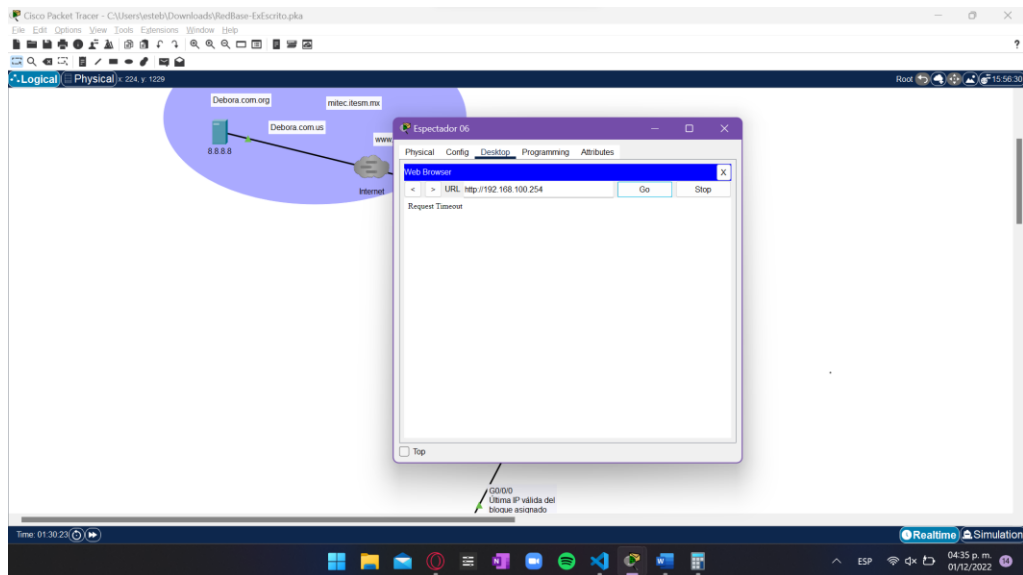 Cisco Packet Tracer - C:\Users\esteb\Downloads\RedBase-ExEscrito.pka
File Edit Options View Tools Extensions Window Help
?
Logical Physical x: 224, y: 1229
Root 15:56:30
Debora.com.org
mitec.itesm.mx
Debora.com.us
www.
8.8.8.8
Internet
Espectador 06
Physical Config Desktop Programming Attributes
Web Browser X
< > URL http://192.168.100.254 Go Stop
Request Timeout
Top
G0/0/0
Última IP válida del
bloque asignado
Time: 01:30:23
Realtime Simulation
ESP
04:35 p. m.
01/12/2022
14